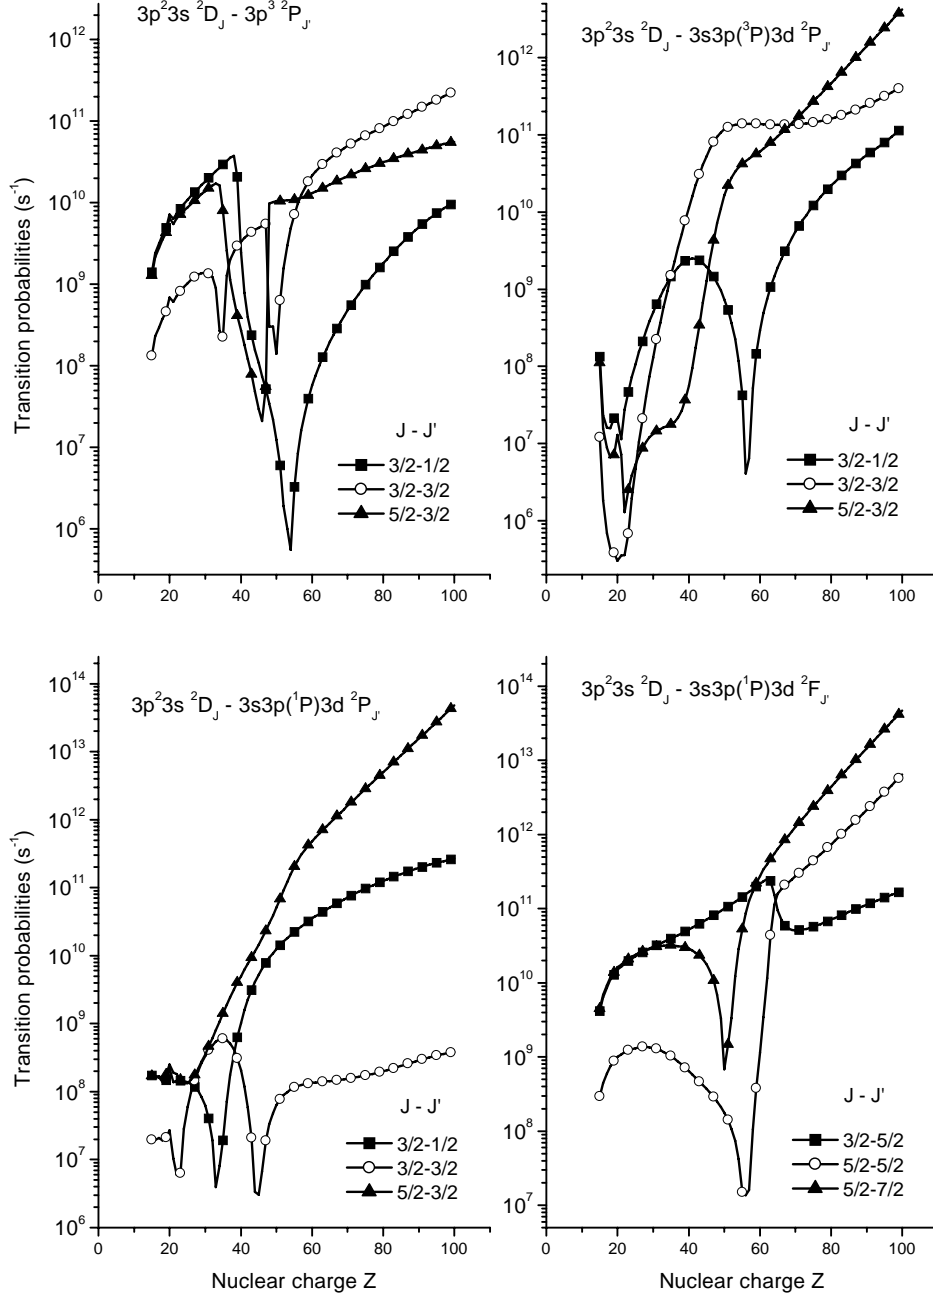 3p²3s ²D_J - 3p³ ²P_J'
10¹²
10¹¹
10¹⁰
10⁹
10⁸
10⁷
10⁶
Transition probabilities (s⁻¹)
J - J'
3/2-1/2
3/2-3/2
5/2-3/2
0 20 40 60 80 100
3p²3s ²D_J - 3s3p(³P)3d ²P_J'
10¹²
10¹¹
10¹⁰
10⁹
10⁸
10⁷
10⁶
J - J'
3/2-1/2
3/2-3/2
5/2-3/2
0 20 40 60 80 100
3p²3s ²D_J - 3s3p(¹P)3d ²P_J'
10¹⁴
10¹³
10¹²
10¹¹
10¹⁰
10⁹
10⁸
10⁷
10⁶
Transition probabilities (s⁻¹)
J - J'
3/2-1/2
3/2-3/2
5/2-3/2
0 20 40 60 80 100
Nuclear charge Z
3p²3s ²D_J - 3s3p(¹P)3d ²F_J'
10¹⁴
10¹³
10¹²
10¹¹
10¹⁰
10⁹
10⁸
10⁷
J - J'
3/2-5/2
5/2-5/2
5/2-7/2
0 20 40 60 80 100
Nuclear charge Z